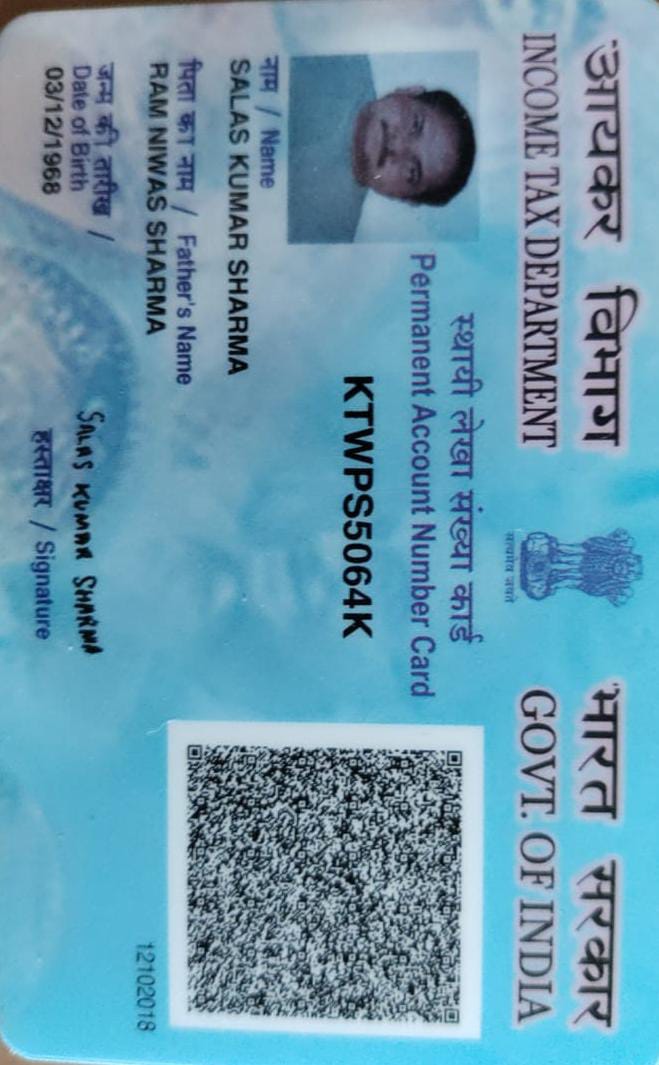 आयकर विभाग
INCOME TAX DEPARTMENT
सत्यमेव जयते
भारत सरकार
GOVT. OF INDIA
स्थायी लेखा संख्या कार्ड
Permanent Account Number Card
KTWPS5064K
नाम / Name
SALAS KUMAR SHARMA
पिता का नाम / Father's Name
RAM NIWAS SHARMA
जन्म की तारीख /
Date of Birth
03/12/1968
SALAS KUMAR SHARMA
हस्ताक्षर / Signature
12102018